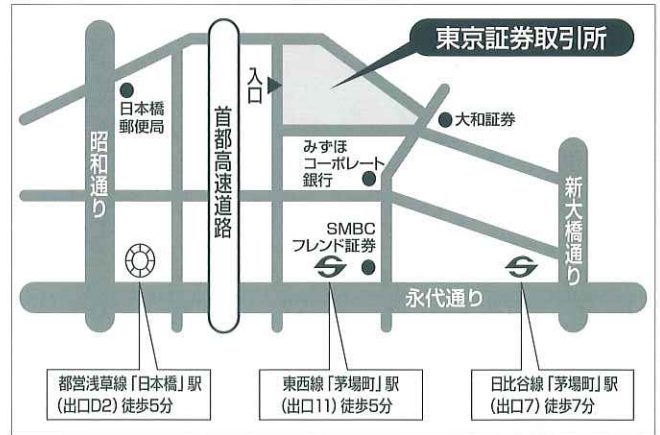 東京証券取引所
入口
日本橋
郵便局
首都高速道路
昭和通り
大和証券
みずほ
コーポレート
銀行
新大橋通り
SMBC
フレンド証券
永代通り
都営浅草線「日本橋」駅
(出口D2) 徒歩5分
東西線「茅場町」駅
(出口11) 徒歩5分
日比谷線「茅場町」駅
(出口7) 徒歩7分